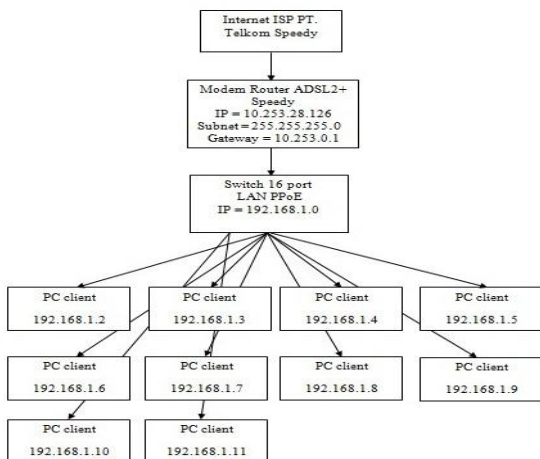 Internet ISP PT.
Telkom Speedy
Modem Router ADSL2+
Speedy
IP = 10.253.28.126
Subnet=255.255.255.0
Gateway = 10.253.0.1
Switch 16 port
LAN PPoE
IP = 192.168.1.0
PC client
192.168.1.2
PC client
192.168.1.3
PC client
192.168.1.4
PC client
192.168.1.5
PC client
192.168.1.6
PC client
192.168.1.7
PC client
192.168.1.8
PC client
192.168.1.9
PC client
192.168.1.10
PC client
192.168.1.11